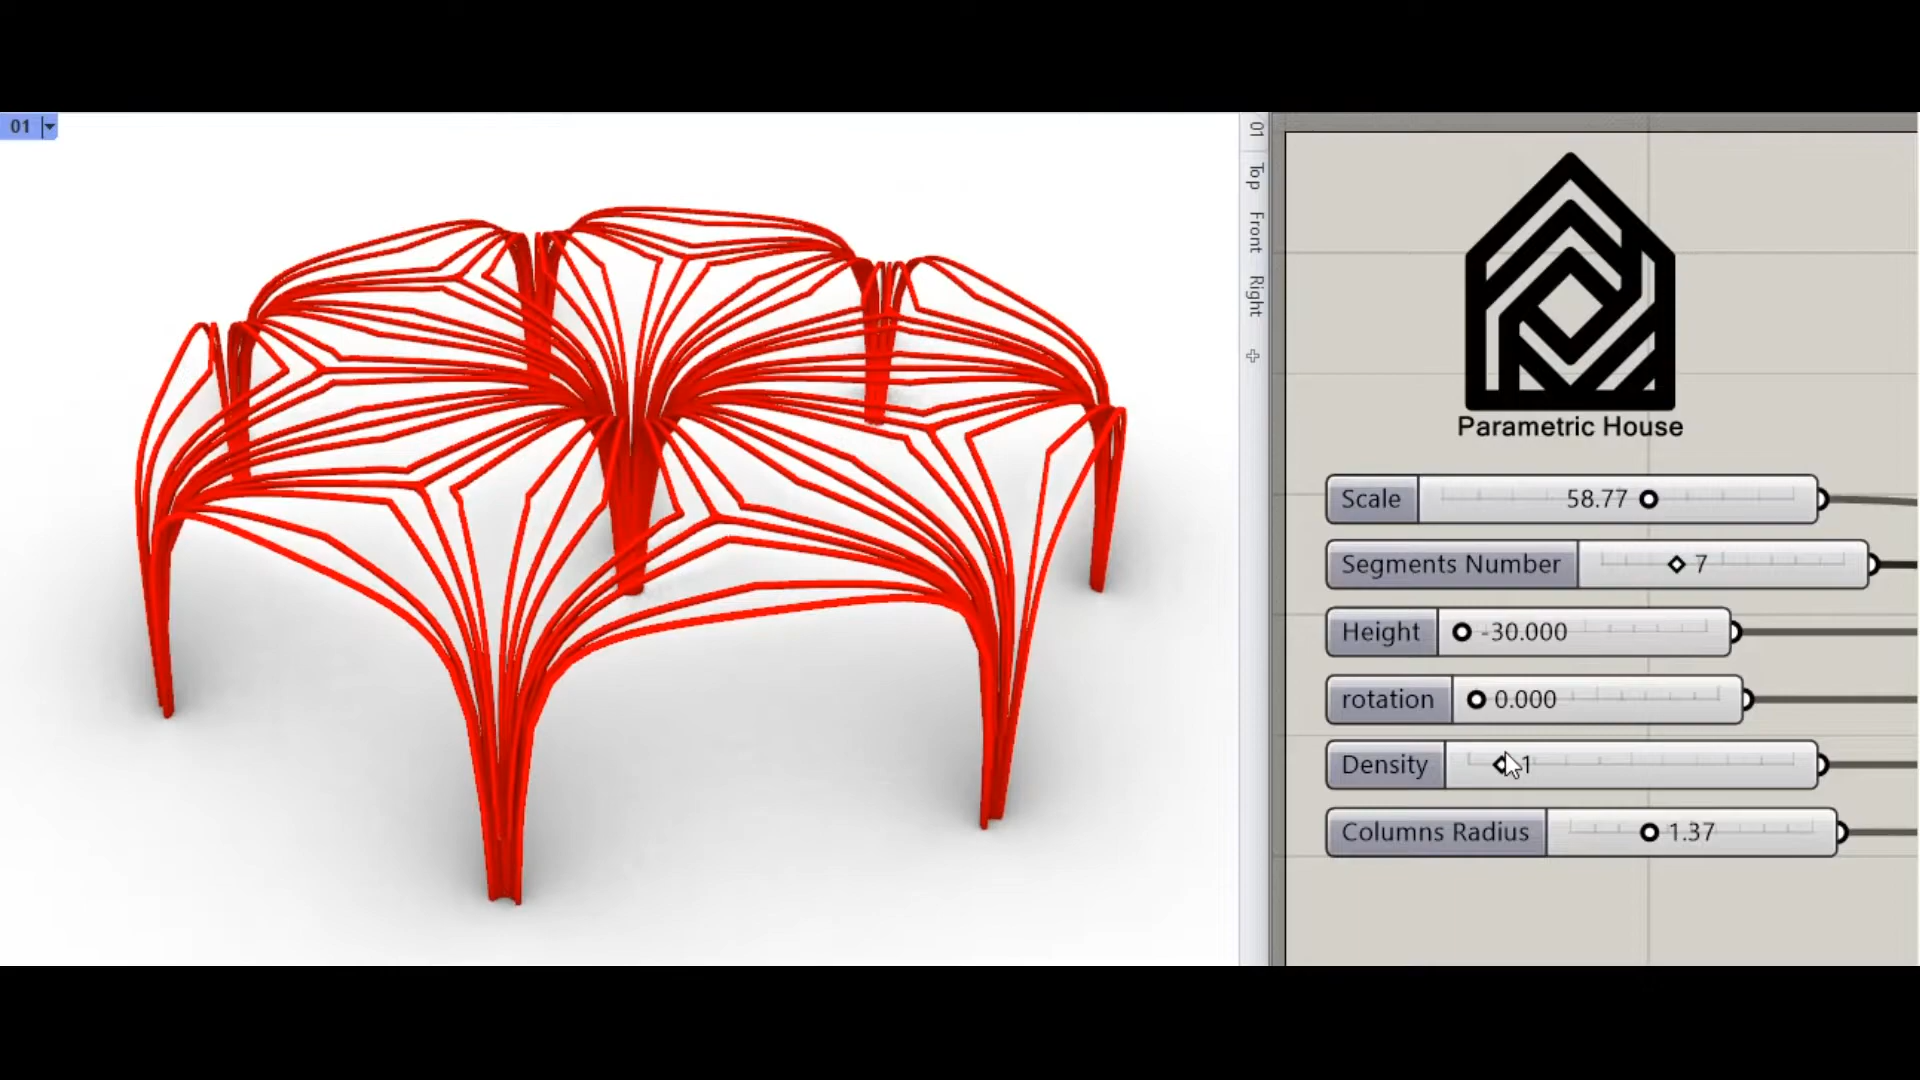 01
01
Top
Front
Right
Parametric House
Scale 58.77
Segments Number 7
Height -30.000
rotation 0.000
Density 1
Columns Radius 1.37